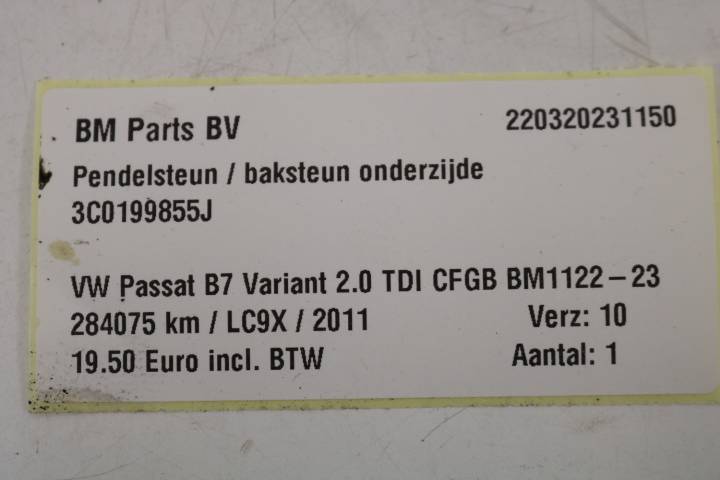 BM Parts BV 220320231150
Pendelsteun / baksteun onderzijde
3C0199855J
VW Passat B7 Variant 2.0 TDI CFGB BM1122-23
284075 km / LC9X / 2011 Verz: 10
19.50 Euro incl. BTW Aantal: 1